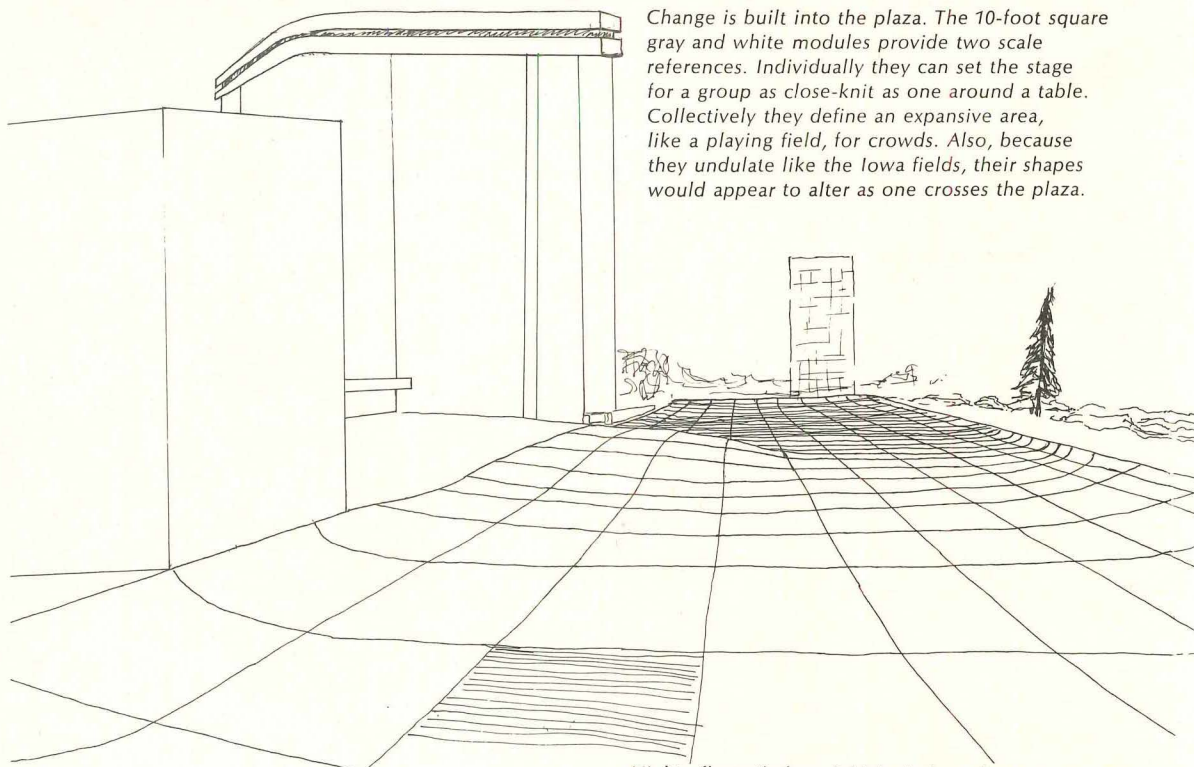 Change is built into the plaza. The 10-foot square
gray and white modules provide two scale
references. Individually they can set the stage
for a group as close-knit as one around a table.
Collectively they define an expansive area,
like a playing field, for crowds. Also, because
they undulate like the Iowa fields, their shapes
would appear to alter as one crosses the plaza.